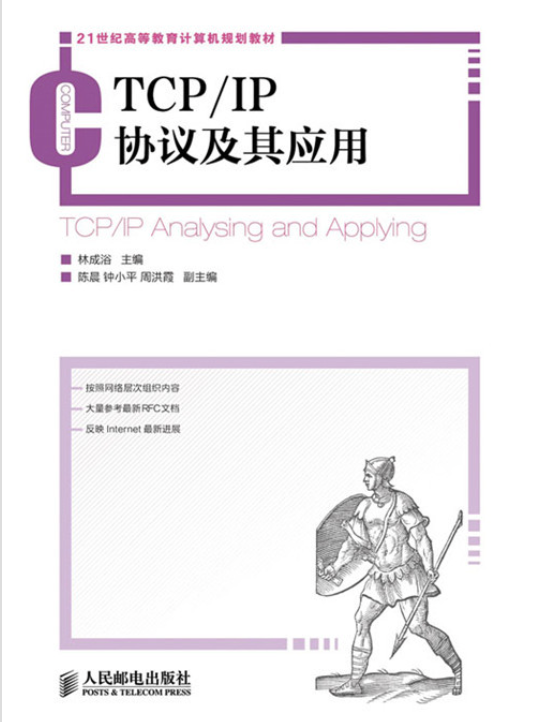 21世纪高等教育计算机规划教材
COMPUTER
TCP/IP
协议及其应用
TCP/IP Analysing and Applying
林成浴 主编
陈晨 钟小平 周洪霞 副主编
按照网络层次组织内容
大量参考最新RFC文档
反映 Internet 最新进展
人民邮电出版社
POSTS & TELECOM PRESS